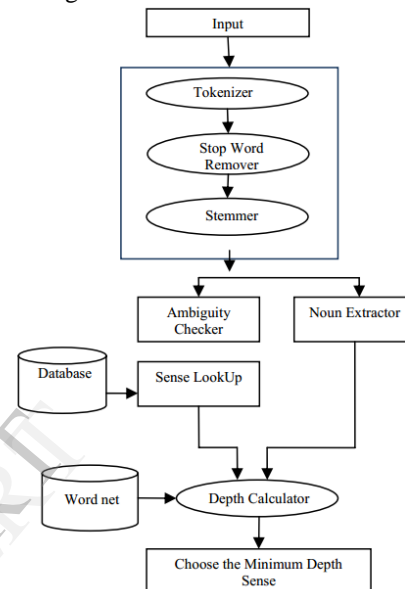 Input
Tokenizer
Stop Word
Remover
Stemmer
Ambiguity
Checker
Noun Extractor
Database
Sense LookUp
Word net
Depth Calculator
Choose the Minimum Depth
Sense